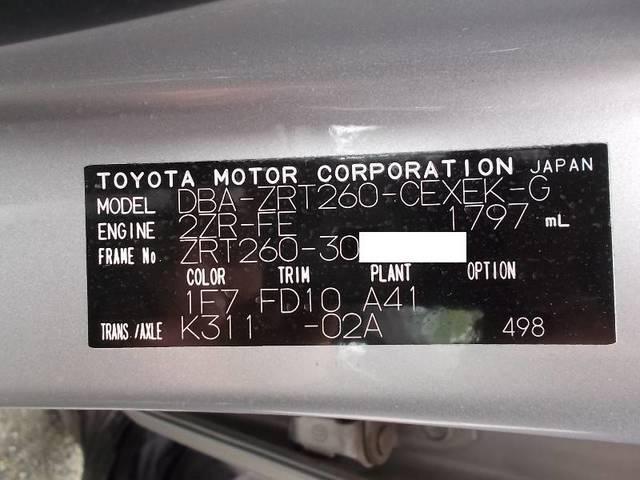 TOYOTA MOTOR CORPORATION JAPAN
MODEL DBA-ZRT260-CEXEK-G
ENGINE 2ZR-FE 1797 mL
FRAME No ZRT260-30
COLOR TRIM PLANT OPTION
1F7 FD10 A41
TRANS./AXLE K311 -02A 498